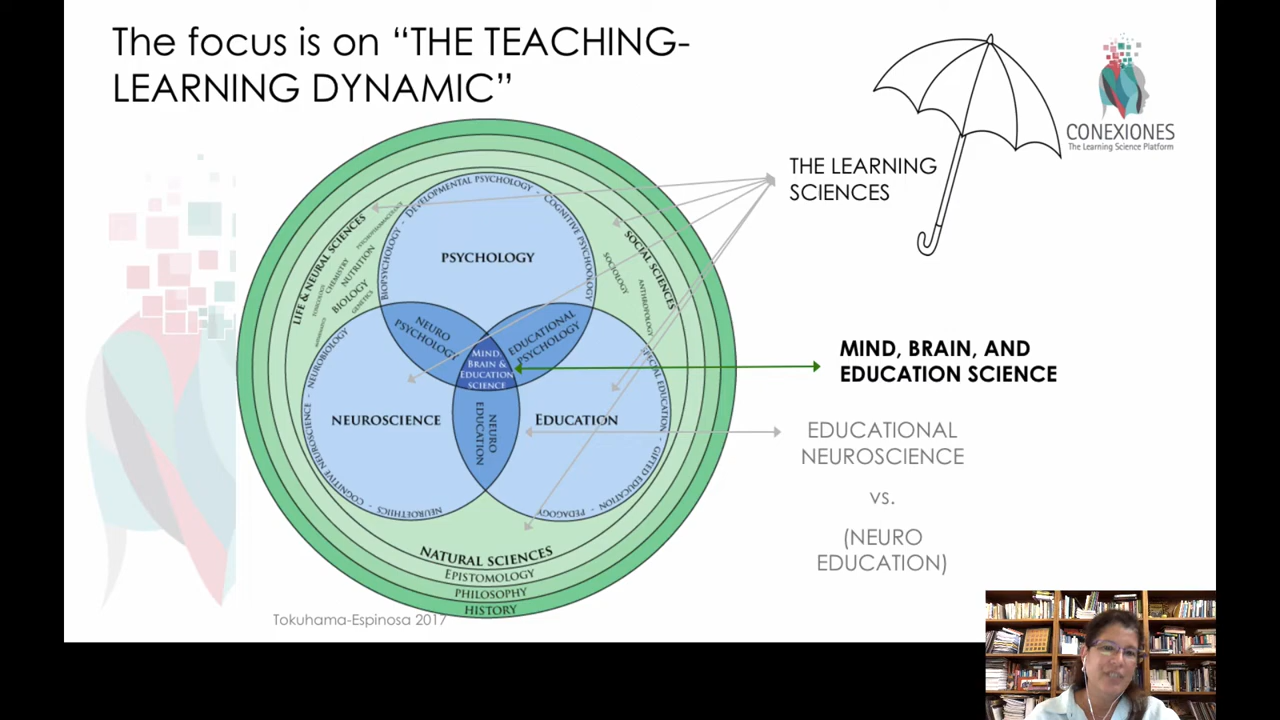 The focus is on “THE TEACHING-
LEARNING DYNAMIC”
CONEXIONES
The Learning Science Platform
THE LEARNING
SCIENCES
DEVELOPMENTAL PSYCHOLOGY - COGNITIVE PSYCHOLOGY
BIOPSYCHOLOGY -
PSYCHOLOGY
LIFE & NEURAL SCIENCES
CHEMISTRY
NUTRITION
BIOLOGY
GENETICS
SOCIAL SCIENCES
SOCIOLOGY
ANTHROPOLOGY
NEURO
PSYCHOLOGY
EDUCATIONAL
PSYCHOLOGY
MIND,
BRAIN &
EDUCATION
SCIENCE
MIND, BRAIN, AND
EDUCATION SCIENCE
NEUROSCIENCE
COGNITIVE NEUROSCIENCE - NEUROBIOLOGY
NEUROETHICS -
NEURO
EDUCATION
EDUCATION
SPECIAL EDUCATION - GIFTED EDUCATION - PEDAGOGY
EDUCATIONAL
NEUROSCIENCE
vs.
(NEURO
EDUCATION)
NATURAL SCIENCES
EPISTOMOLOGY
PHILOSOPHY
HISTORY
Tokuhama-Espinosa 2017